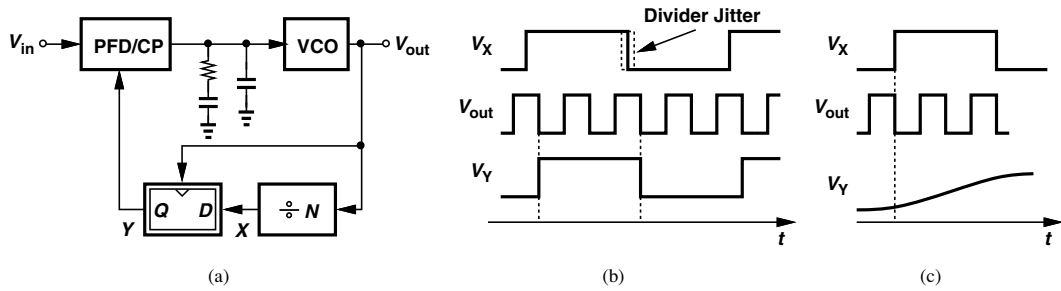 V_in
PFD/CP
VCO
V_out
Q
D
÷ N
Y
X
(a)
Divider Jitter
V_X
V_out
V_Y
t
(b)
V_X
V_out
V_Y
t
(c)